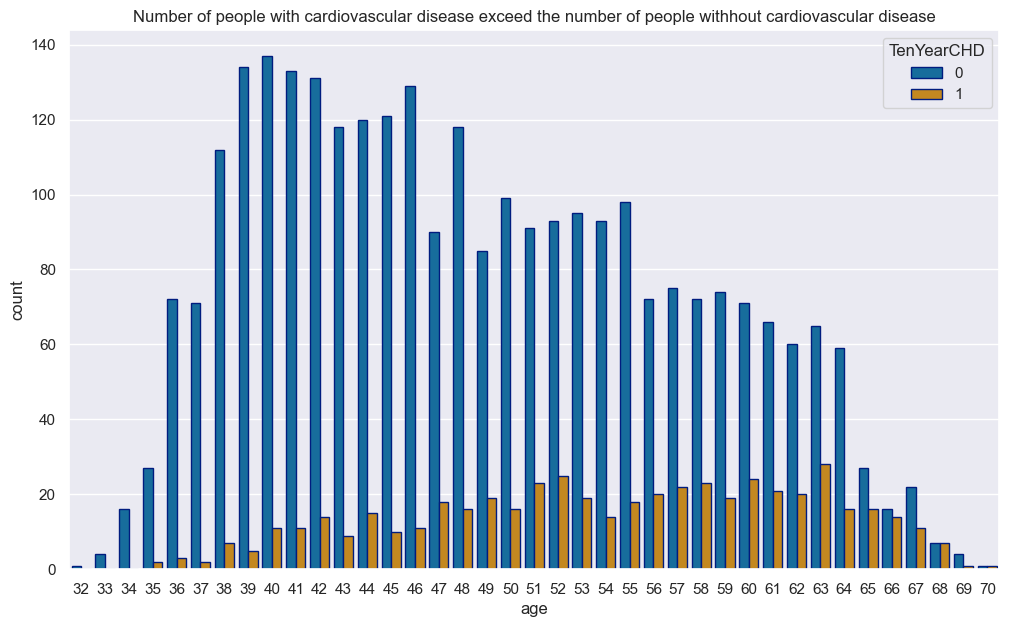 Number of people with cardiovascular disease exceed the number of people withhout cardiovascular disease
TenYearCHD
0
1
140
120
100
80
60
40
20
0
count
32 33 34 35 36 37 38 39 40 41 42 43 44 45 46 47 48 49 50 51 52 53 54 55 56 57 58 59 60 61 62 63 64 65 66 67 68 69 70
age